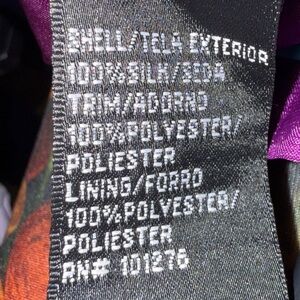 SHELL/TELA EXTERIOR
100%SILK/SEDA
TRIM/ADORNO
100%POLYESTER/
POLIESTER
LINING/FORRO
100%POLYESTER/
POLIESTER
RN# 101276